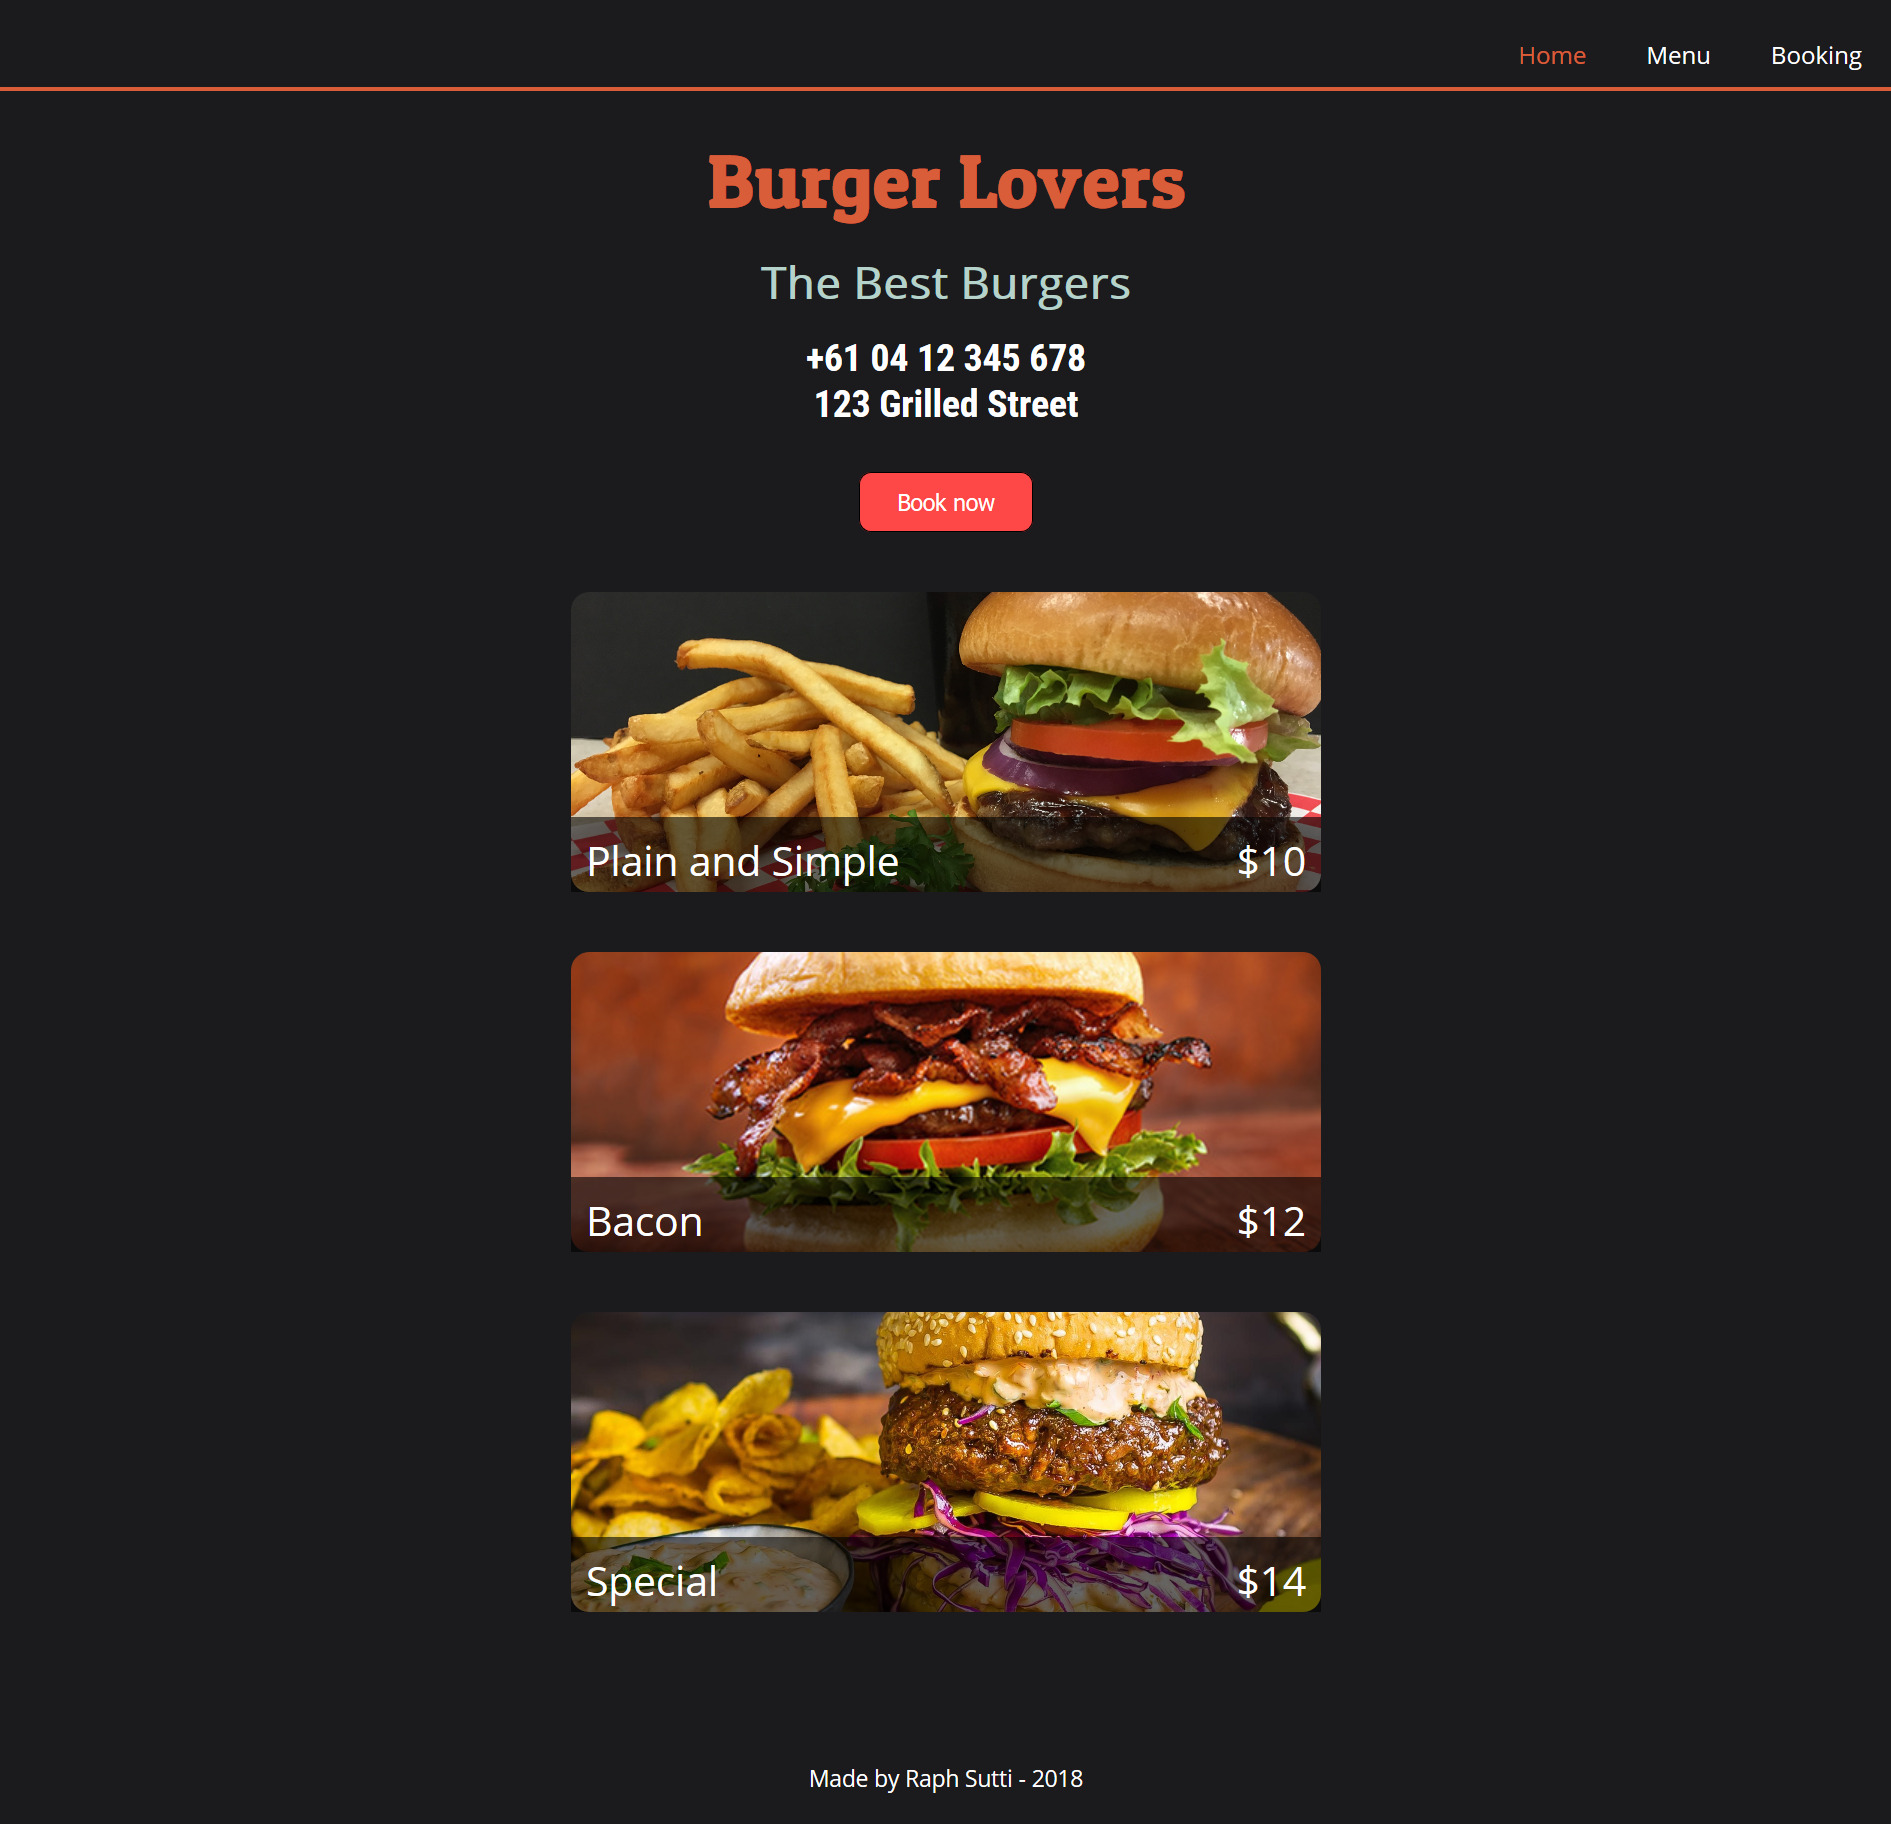 Home Menu Booking
Burger Lovers
The Best Burgers
+61 04 12 345 678
123 Grilled Street
Book now
Plain and Simple $10
Bacon $12
Special $14
Made by Raph Sutti - 2018